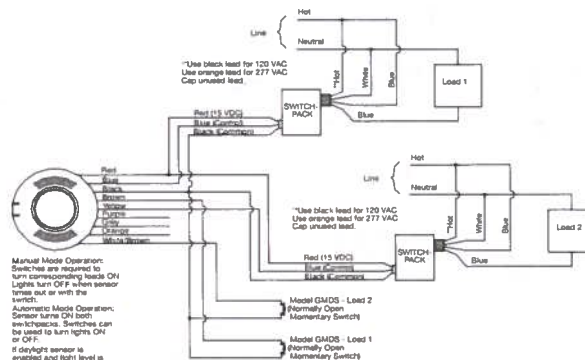 Hot
Line
Neutral
**Use black lead for 120 VAC
Use orange lead for 277 VAC
Cap unused lead.
**Hot
White
Blue
Load 1
SWITCH-
PACK
Blue
Red (15 VDC)
Blue (Control)
Black (Common)
Red
Blue
Black
Brown
Yellow
Purple
Gray
Orange
White/Brown
Hot
Line
Neutral
**Use black lead for 120 VAC
Use orange lead for 277 VAC
Cap unused lead.
**Hot
White
Blue
Load 2
SWITCH-
PACK
Blue
Red (15 VDC)
Blue (Control)
Black (Common)
Manual Mode Operation:
Switches are required to
turn corresponding loads ON
Lights turn OFF when sensor
times out or with the
switch.
Automatic Mode Operation:
Sensor turns ON both
switchpacks. Switches can
be used to turn lights ON
or OFF.
If daylight sensor is
enabled and light level is
Model GMDS - Load 2
(Normally Open
Momentary Switch)
Model GMDS - Load 1
(Normally Open
Momentary Switch)